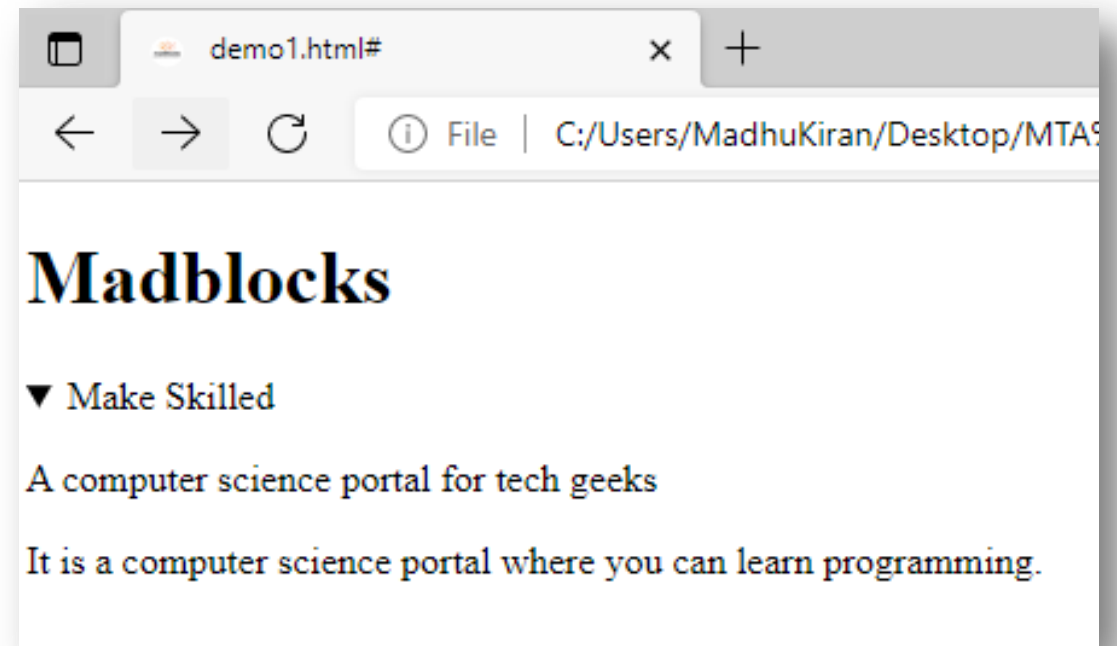 demo1.html#
File | C:/Users/MadhuKiran/Desktop/MTA%
Madblocks
Make Skilled
A computer science portal for tech geeks
It is a computer science portal where you can learn programming.